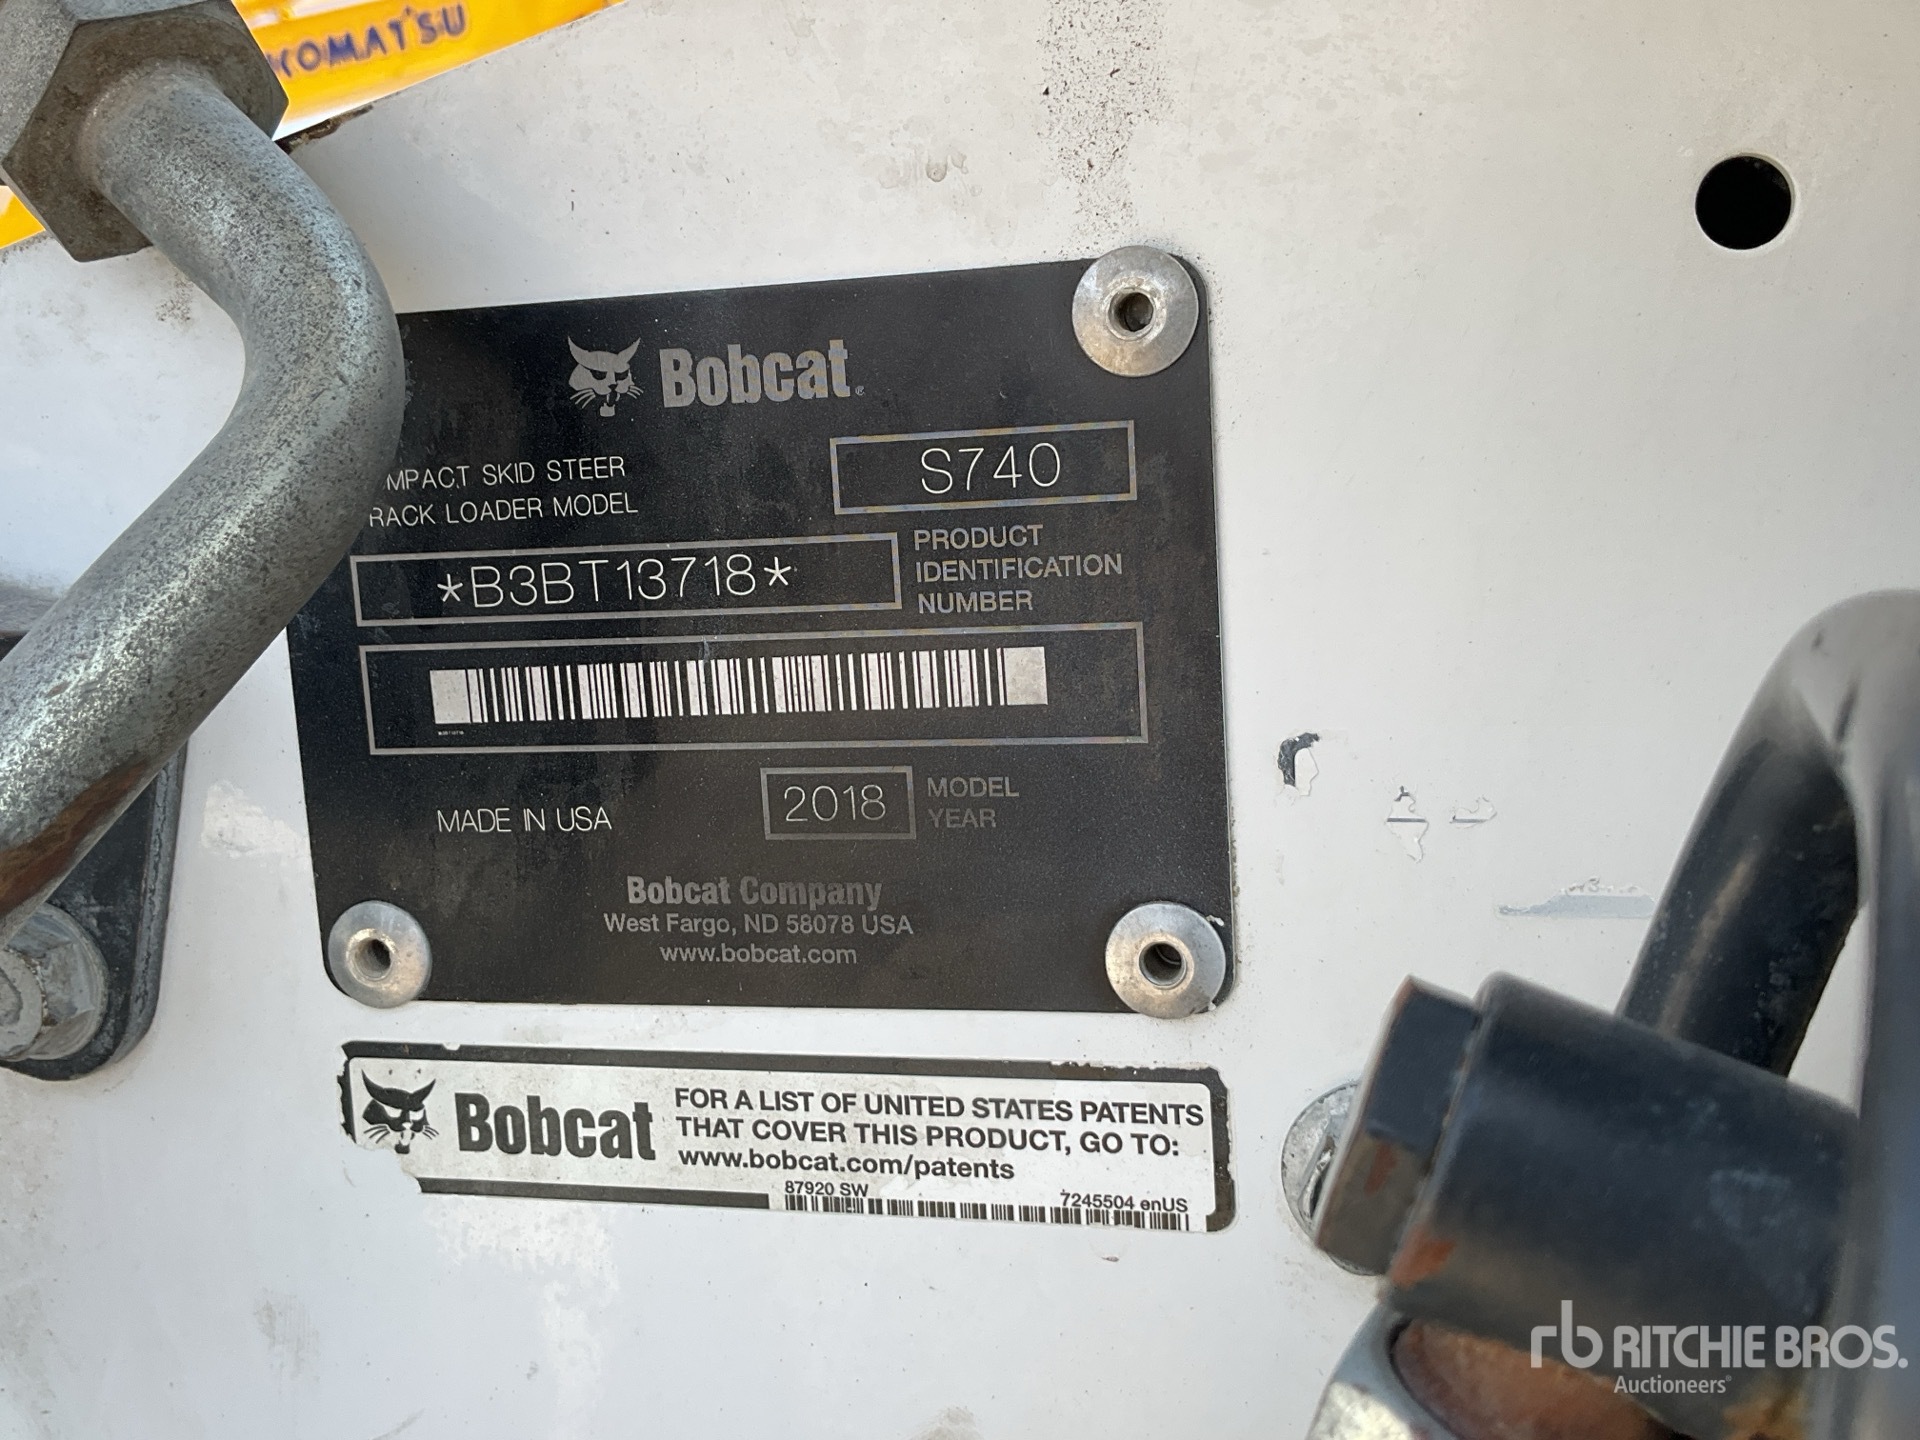 KOMATSU
Bobcat®
MPACT SKID STEER
RACK LOADER MODEL
S740
*B3BT13718*
PRODUCT
IDENTIFICATION
NUMBER
MADE IN USA
2018
MODEL
YEAR
Bobcat Company
West Fargo, ND 58078 USA
www.bobcat.com
Bobcat
FOR A LIST OF UNITED STATES PATENTS
THAT COVER THIS PRODUCT, GO TO:
www.bobcat.com/patents
87920 SW
7245504 enUS
rb RITCHIE BROS.
Auctioneers®